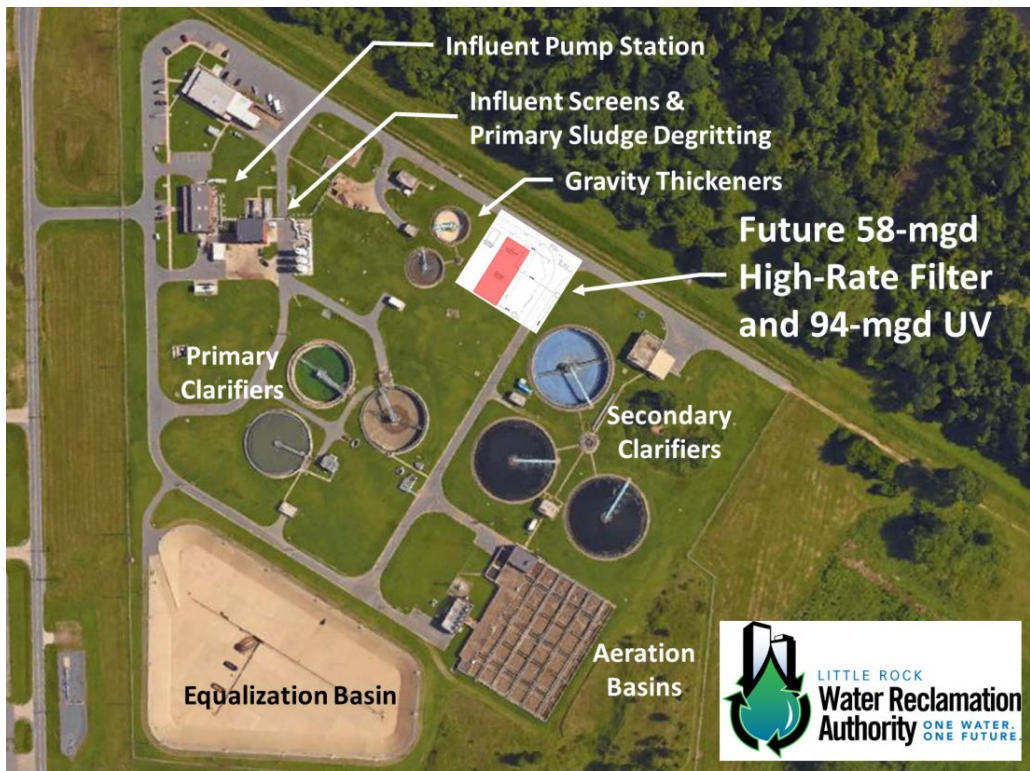 Influent Pump Station
Influent Screens &
Primary Sludge Degritting
Gravity Thickeners
Future 58-mgd
High-Rate Filter
and 94-mgd UV
Primary
Clarifiers
Secondary
Clarifiers
Aeration
Basins
Equalization Basin
LITTLE ROCK
Water Reclamation
Authority ONE WATER.
ONE FUTURE.